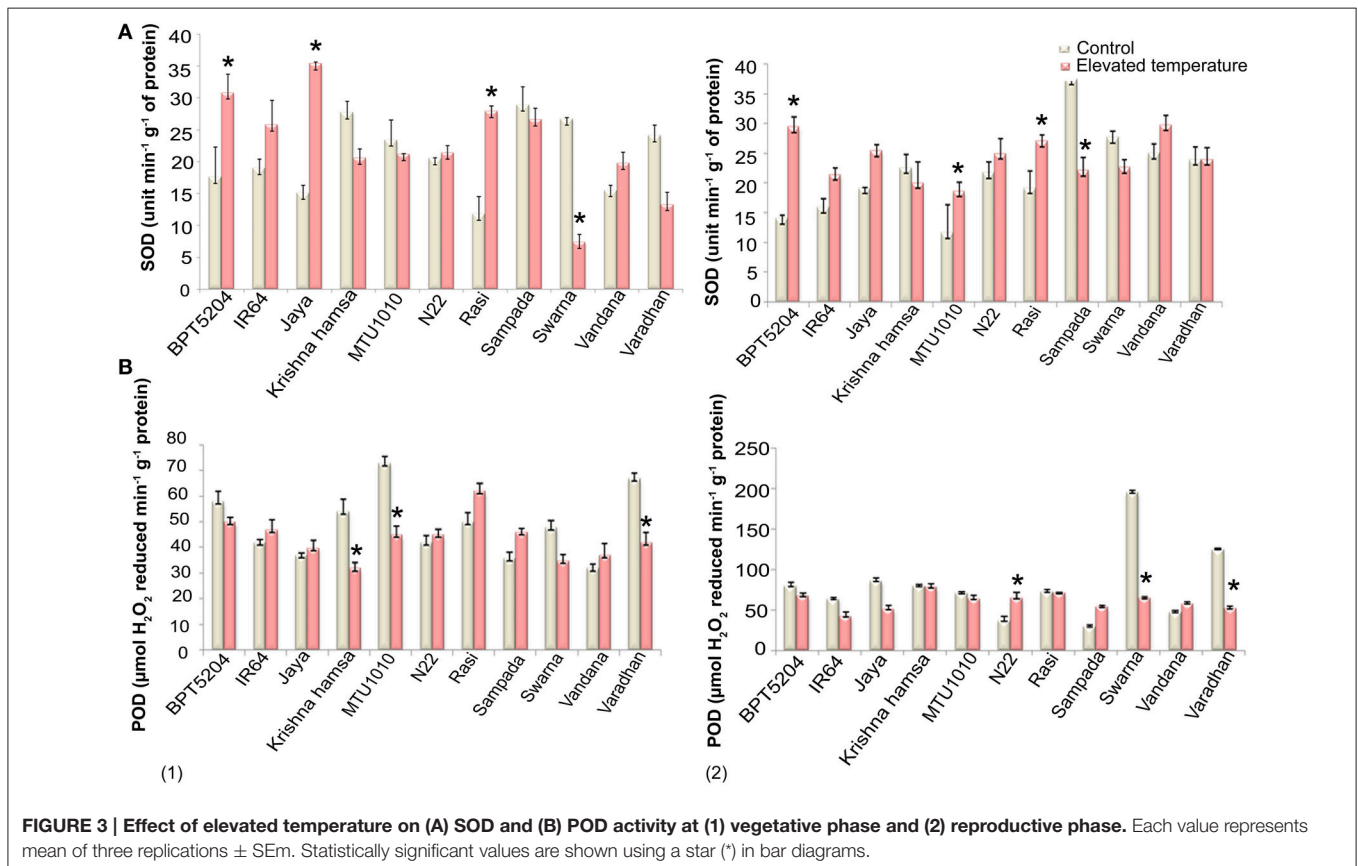 A
SOD (unit min⁻¹ g⁻¹ of protein)
40
35
30
25
20
15
10
5
0
* * * *
BPT5204
IR64
Jaya
Krishna hamsa
MTU1010
N22
Rasi
Sampada
Swarna
Vandana
Varadhan
Control
Elevated temperature
SOD (unit min⁻¹ g⁻¹ of protein)
40
35
30
25
20
15
10
5
0
* * * *
BPT5204
IR64
Jaya
Krishna hamsa
MTU1010
N22
Rasi
Sampada
Swarna
Vandana
Varadhan
B
POD (µmol H₂O₂ reduced min⁻¹ g⁻¹ protein)
80
70
60
50
40
30
20
10
0
* * *
BPT5204
IR64
Jaya
Krishna hamsa
MTU1010
N22
Rasi
Sampada
Swarna
Vandana
Varadhan
(1)
POD (µmol H₂O₂ reduced min⁻¹ g⁻¹ protein)
250
200
150
100
50
0
* * *
BPT5204
IR64
Jaya
Krishna hamsa
MTU1010
N22
Rasi
Sampada
Swarna
Vandana
Varadhan
(2)
FIGURE 3 | Effect of elevated temperature on (A) SOD and (B) POD activity at (1) vegetative phase and (2) reproductive phase. Each value represents
mean of three replications ± SEm. Statistically significant values are shown using a star (*) in bar diagrams.